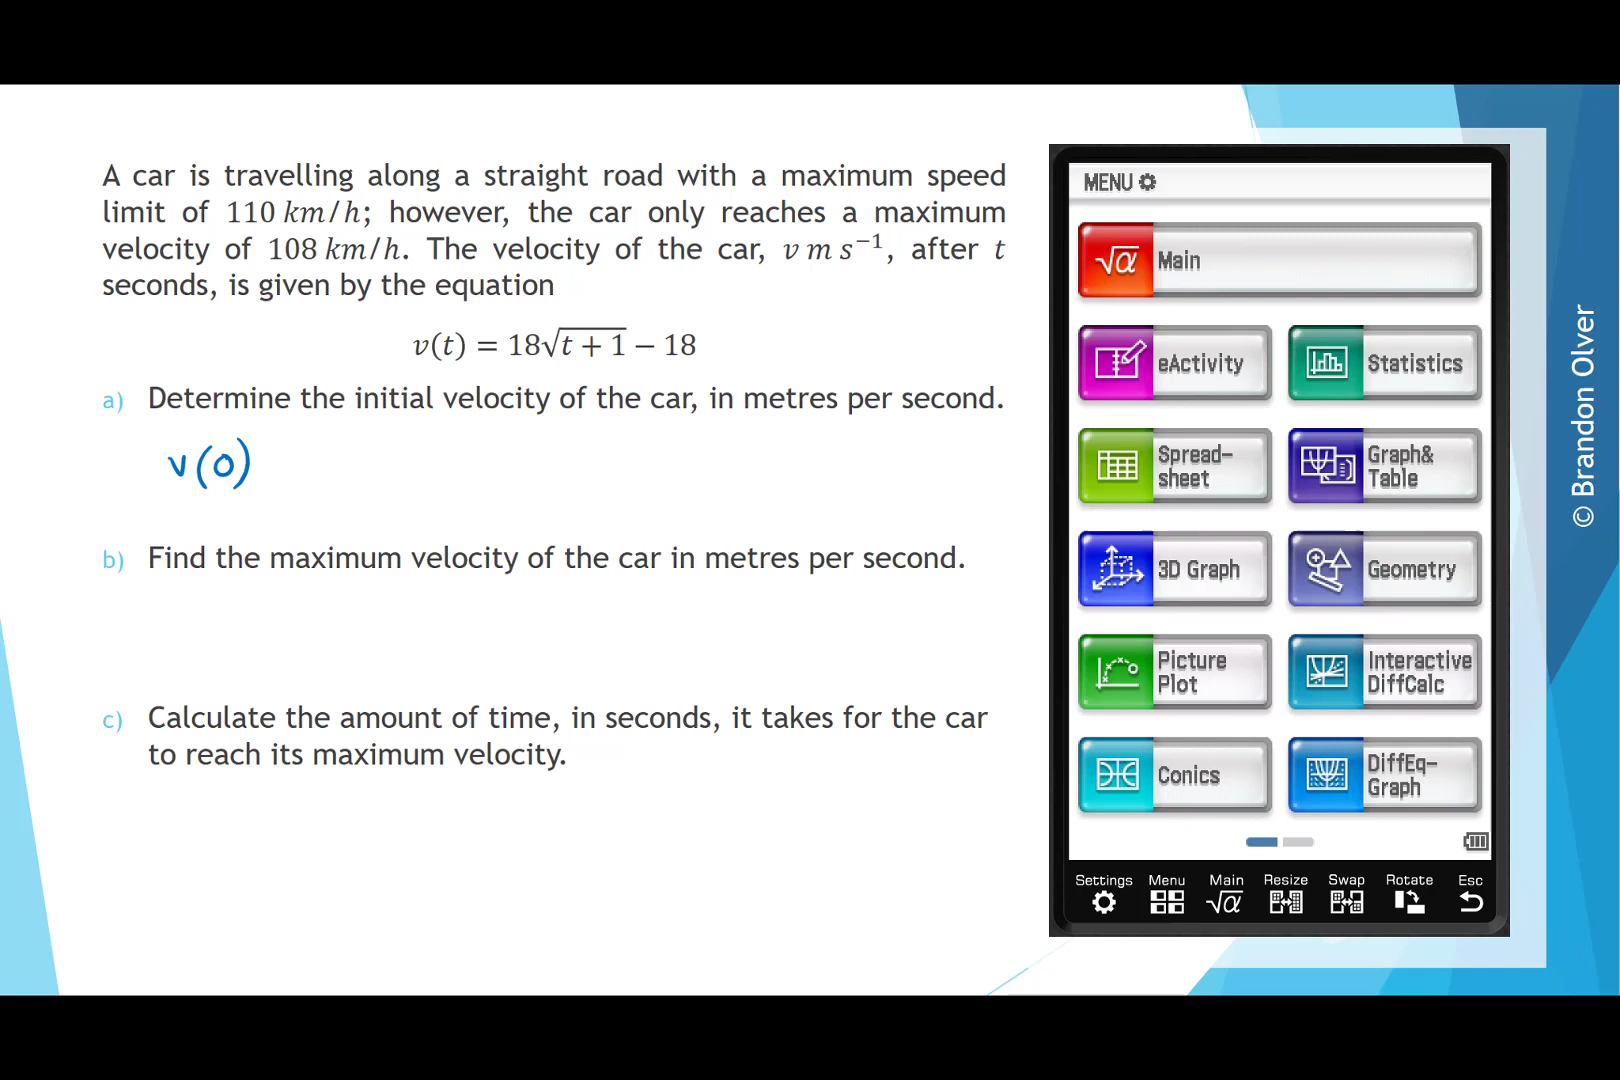 A car is travelling along a straight road with a maximum speed
limit of 110 km/h; however, the car only reaches a maximum
velocity of 108 km/h. The velocity of the car, v m s⁻¹, after t
seconds, is given by the equation
v(t) = 18√(t + 1) − 18
a) Determine the initial velocity of the car, in metres per second.
v(0)
b) Find the maximum velocity of the car in metres per second.
c) Calculate the amount of time, in seconds, it takes for the car
to reach its maximum velocity.
MENU
√α Main
eActivity
Statistics
Spread-
sheet
Graph&
Table
3D Graph
Geometry
Picture
Plot
Interactive
DiffCalc
Conics
DiffEq-
Graph
Settings Menu Main Resize Swap Rotate Esc
√α
© Brandon Olver